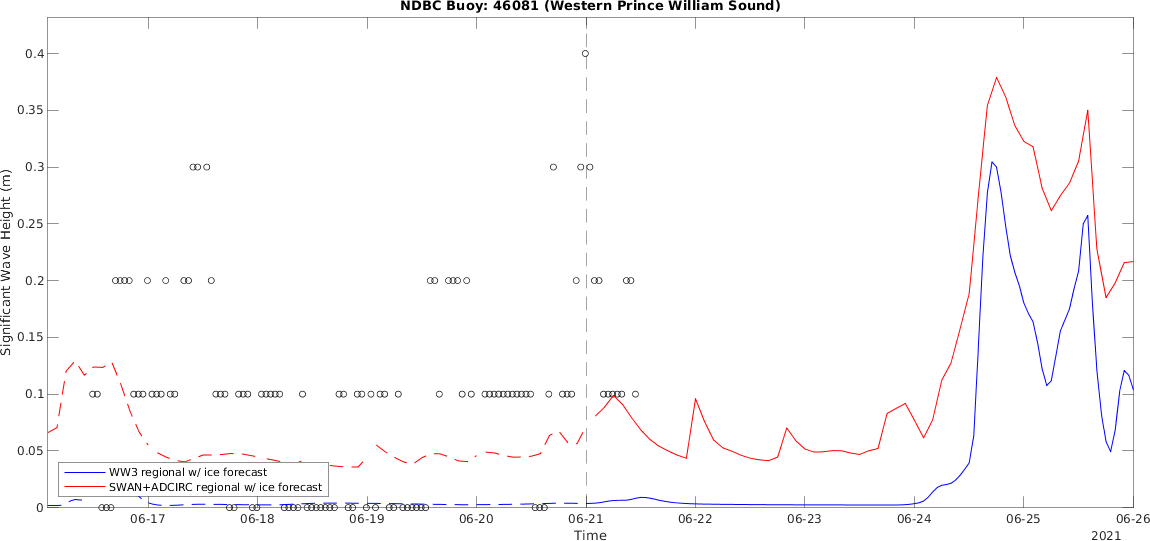 NDBC Buoy: 46081 (Western Prince William Sound)
Significant Wave Height (m)
0.4
0.35
0.3
0.25
0.2
0.15
0.1
0.05
0
WW3 regional w/ ice forecast
SWAN+ADCIRC regional w/ ice forecast
06-17 06-18 06-19 06-20 06-21 06-22 06-23 06-24 06-25 06-26
Time
2021